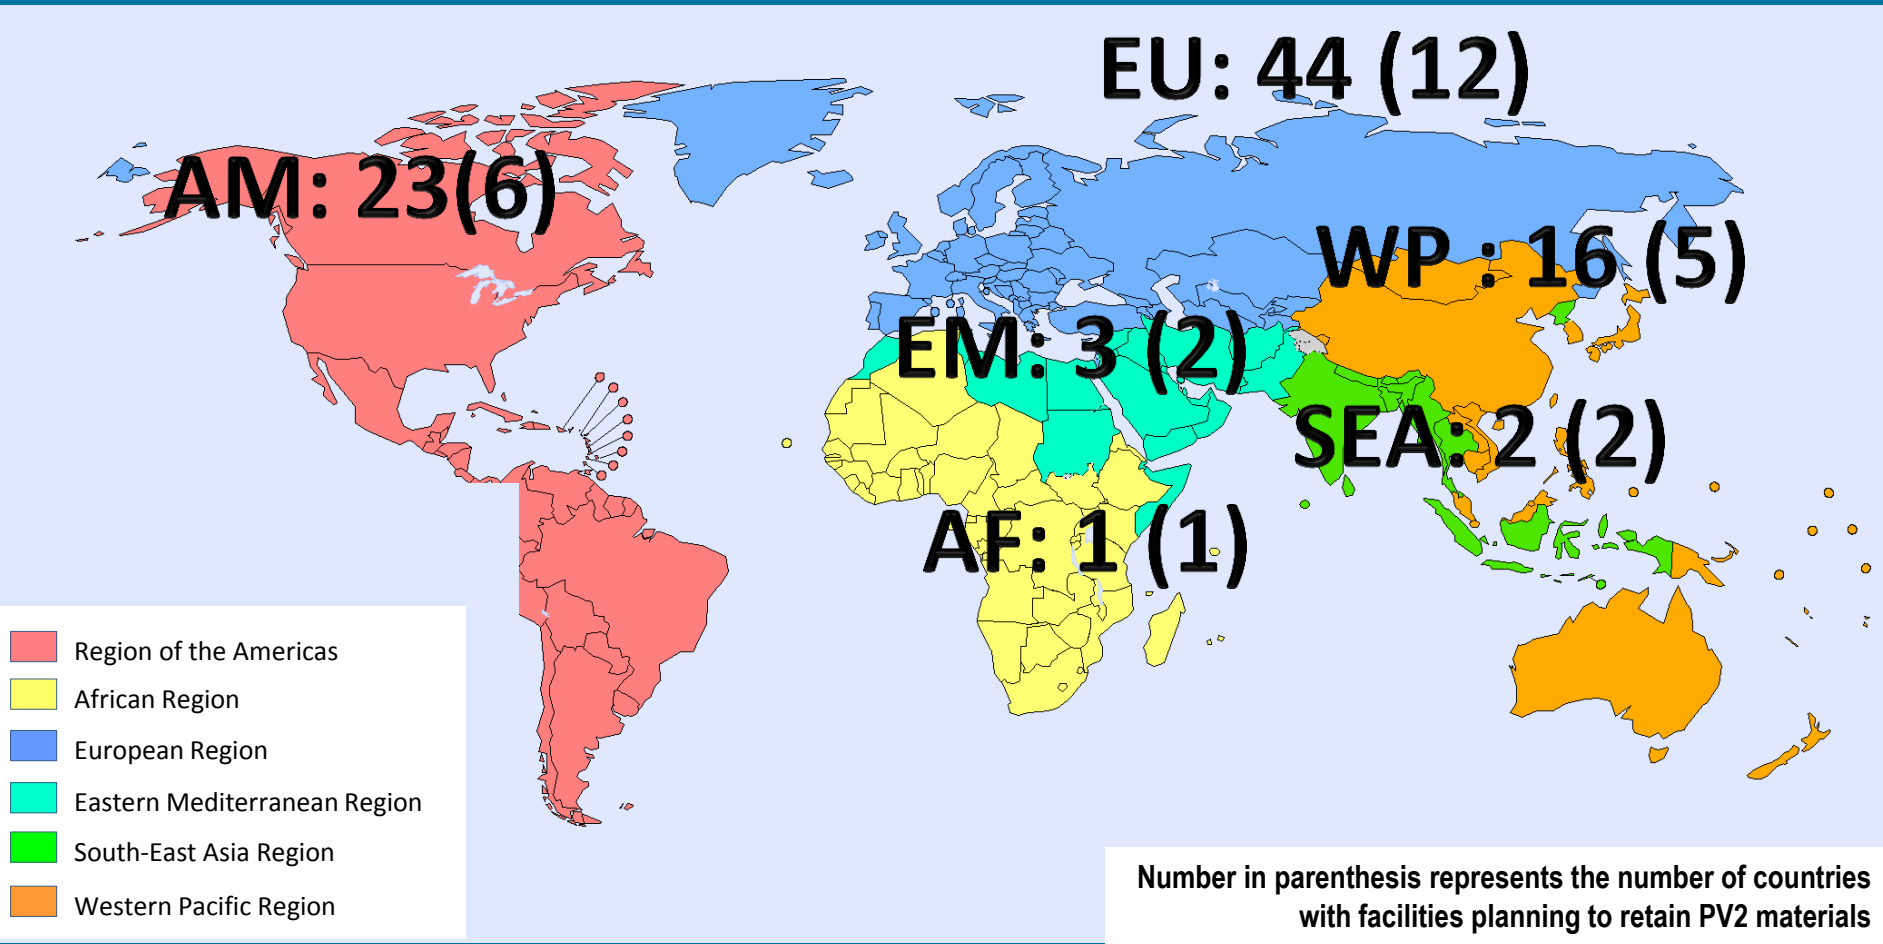 EU: 44 (12)
AM: 23(6)
WP : 16 (5)
EM: 3 (2)
SEA: 2 (2)
AF: 1 (1)
Region of the Americas
African Region
European Region
Eastern Mediterranean Region
South-East Asia Region
Western Pacific Region
Number in parenthesis represents the number of countries
with facilities planning to retain PV2 materials